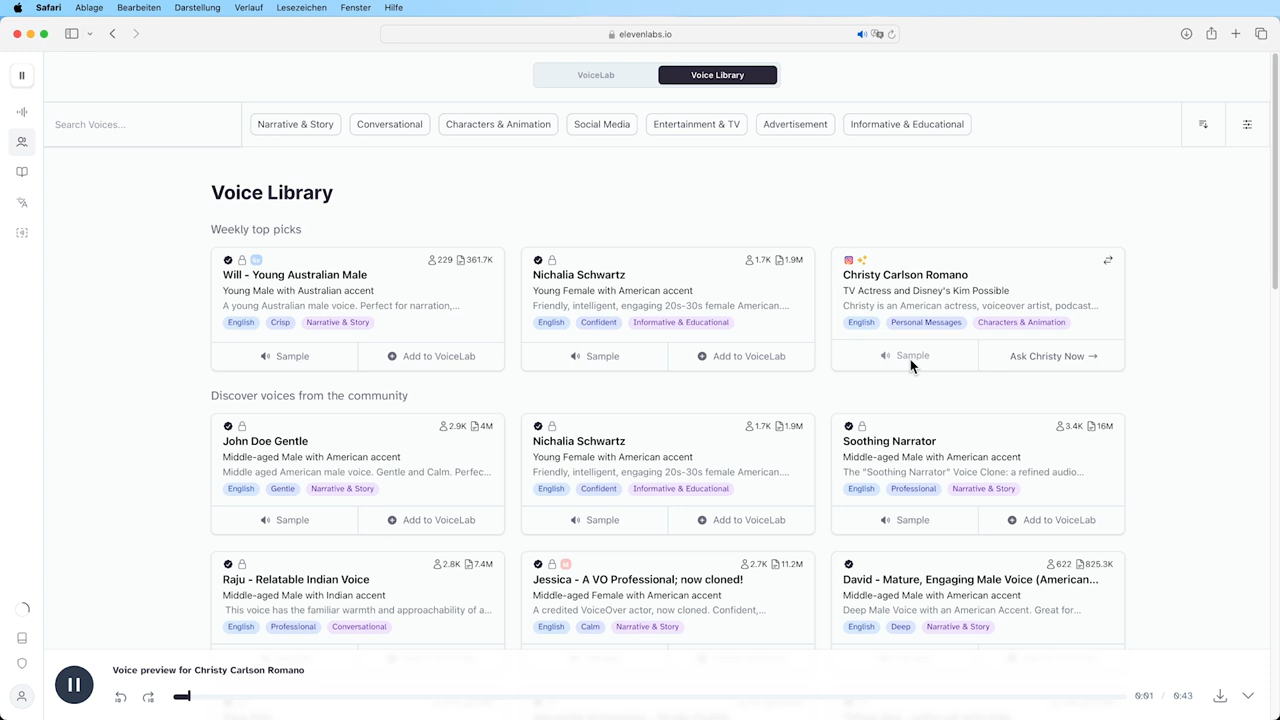 Safari Ablage Bearbeiten Darstellung Verlauf Lesezeichen Fenster Hilfe
elevenlabs.io
VoiceLab Voice Library
Search Voices...
Narrative & Story Conversational Characters & Animation Social Media Entertainment & TV Advertisement Informative & Educational
Voice Library
Weekly top picks
229 361.7K
Will - Young Australian Male
Young Male with Australian accent
A young Australian male voice. Perfect for narration,...
English Crisp Narrative & Story
Sample Add to VoiceLab
1.7K 1.9M
Nichalia Schwartz
Young Female with American accent
Friendly, intelligent, engaging 20s-30s female American....
English Confident Informative & Educational
Sample Add to VoiceLab
Christy Carlson Romano
TV Actress and Disney's Kim Possible
Christy is an American actress, voiceover artist, podcast...
English Personal Messages Characters & Animation
Sample Ask Christy Now →
Discover voices from the community
2.9K 4M
John Doe Gentle
Middle-aged Male with American accent
Middle aged American male voice. Gentle and Calm. Perfec...
English Gentle Narrative & Story
Sample Add to VoiceLab
1.7K 1.9M
Nichalia Schwartz
Young Female with American accent
Friendly, intelligent, engaging 20s-30s female American....
English Confident Informative & Educational
Sample Add to VoiceLab
3.4K 16M
Soothing Narrator
Middle-aged Male with American accent
The "Soothing Narrator" Voice Clone: a refined audio...
English Professional Narrative & Story
Sample Add to VoiceLab
2.8K 7.4M
Raju - Relatable Indian Voice
Middle-aged Male with Indian accent
This voice has the familiar warmth and approachability of a...
English Professional Conversational
2.7K 11.2M
Jessica - A VO Professional; now cloned!
Middle-aged Female with American accent
A credited VoiceOver actor, now cloned. Confident,...
English Calm Narrative & Story
622 825.3K
David - Mature, Engaging Male Voice (American...
Middle-aged Male with American accent
Deep Male Voice with an American Accent. Great for...
English Deep Narrative & Story
Voice preview for Christy Carlson Romano
0:01 / 0:43